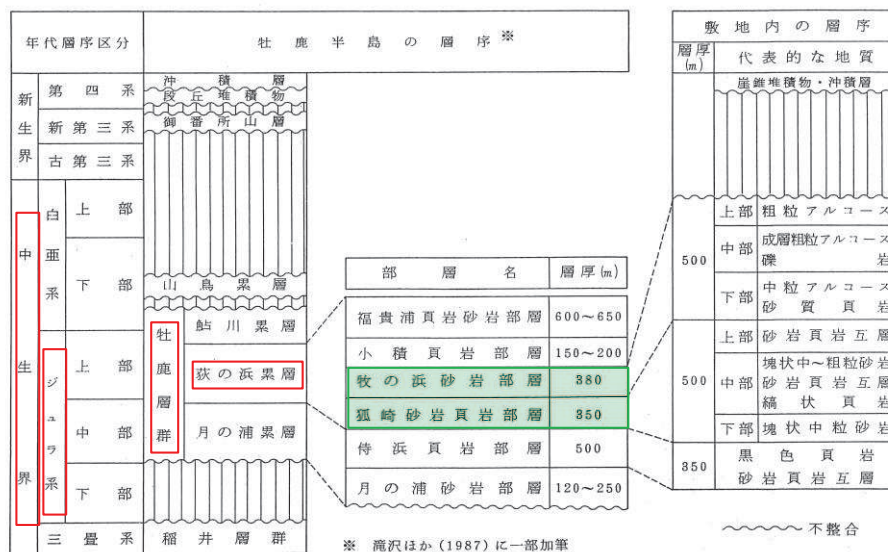 年代層序区分
牡鹿半島の層序※
敷地内の層序
層厚(m)
代表的な地質
新生界
第四系
新第三系
古第三系
中生界
白亜系
上部
下部
ジュラ系
上部
中部
下部
三畳系
沖積層
段丘堆積物
御番所山層
山鳥累層
牡鹿層群
鮎川累層
荻の浜累層
月の浦累層
稲井層群
部層名
層厚(m)
福貴浦頁岩砂岩部層 600~650
小積頁岩部層 150~200
牧の浜砂岩部層 380
狐崎砂岩頁岩部層 350
侍浜頁岩部層 500
月の浦砂岩部層 120~250
※ 滝沢ほか(1987)に一部加筆
崖錐堆積物・沖積層
500
上部 粗粒アルコース
中部 成層粗粒アルコース
礫岩
下部 中粒アルコース
砂質頁岩
500
上部 砂岩頁岩互層
中部 塊状中~粗粒砂岩
砂岩頁岩互層
縞状頁岩
下部 塊状中粒砂岩
850
黒色頁岩
砂岩頁岩互層
不整合